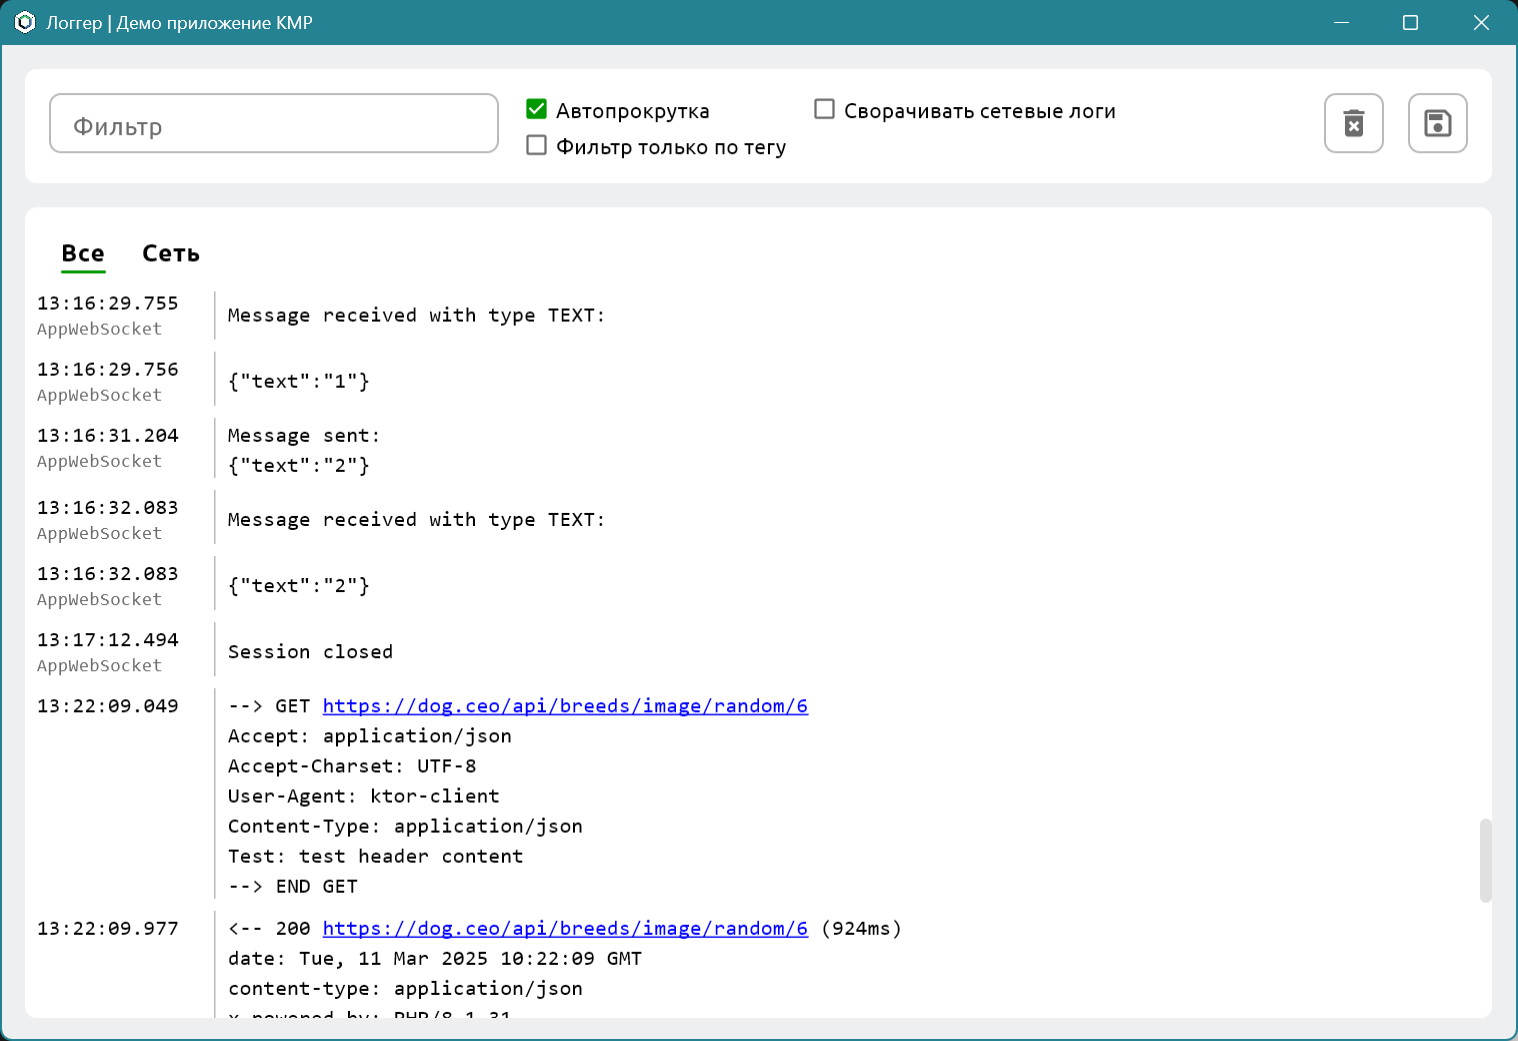 Логгер | Демо приложение KMP
Фильтр
Автопрокрутка
Сворачивать сетевые логи
Фильтр только по тегу
Все Сеть
13:16:29.755
AppWebSocket
Message received with type TEXT:
13:16:29.756
AppWebSocket
{"text":"1"}
13:16:31.204
AppWebSocket
Message sent:
{"text":"2"}
13:16:32.083
AppWebSocket
Message received with type TEXT:
13:16:32.083
AppWebSocket
{"text":"2"}
13:17:12.494
AppWebSocket
Session closed
13:22:09.049
--> GET https://dog.ceo/api/breeds/image/random/6
Accept: application/json
Accept-Charset: UTF-8
User-Agent: ktor-client
Content-Type: application/json
Test: test header content
--> END GET
13:22:09.977
<-- 200 https://dog.ceo/api/breeds/image/random/6 (924ms)
date: Tue, 11 Mar 2025 10:22:09 GMT
content-type: application/json
x-powered-by: PHP/8.1.31